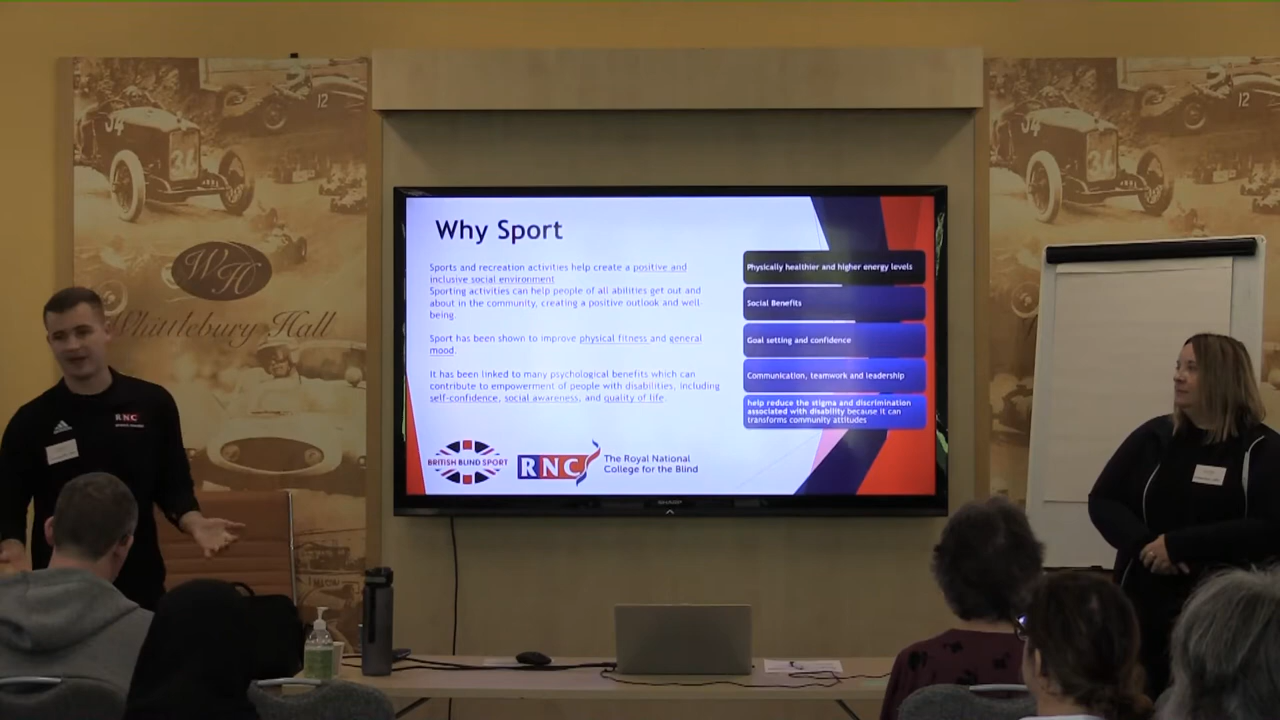 34
12
34
WH
Whittlebury Hall
RNC
Why Sport
Sports and recreation activities help create a positive and
inclusive social environment
Sporting activities can help people of all abilities get out and
about in the community, creating a positive outlook and well-
being.
Sport has been shown to improve physical fitness and general
mood.
It has been linked to many psychological benefits which can
contribute to empowerment of people with disabilities, including
self-confidence, social awareness, and quality of life.
Physically healthier and higher energy levels
Social Benefits
Goal setting and confidence
Communication, teamwork and leadership
help reduce the stigma and discrimination
associated with disability because it can
transforms community attitudes
BRITISH BLIND SPORT
RNC
The Royal National
College for the Blind
SHARP
34
12
34